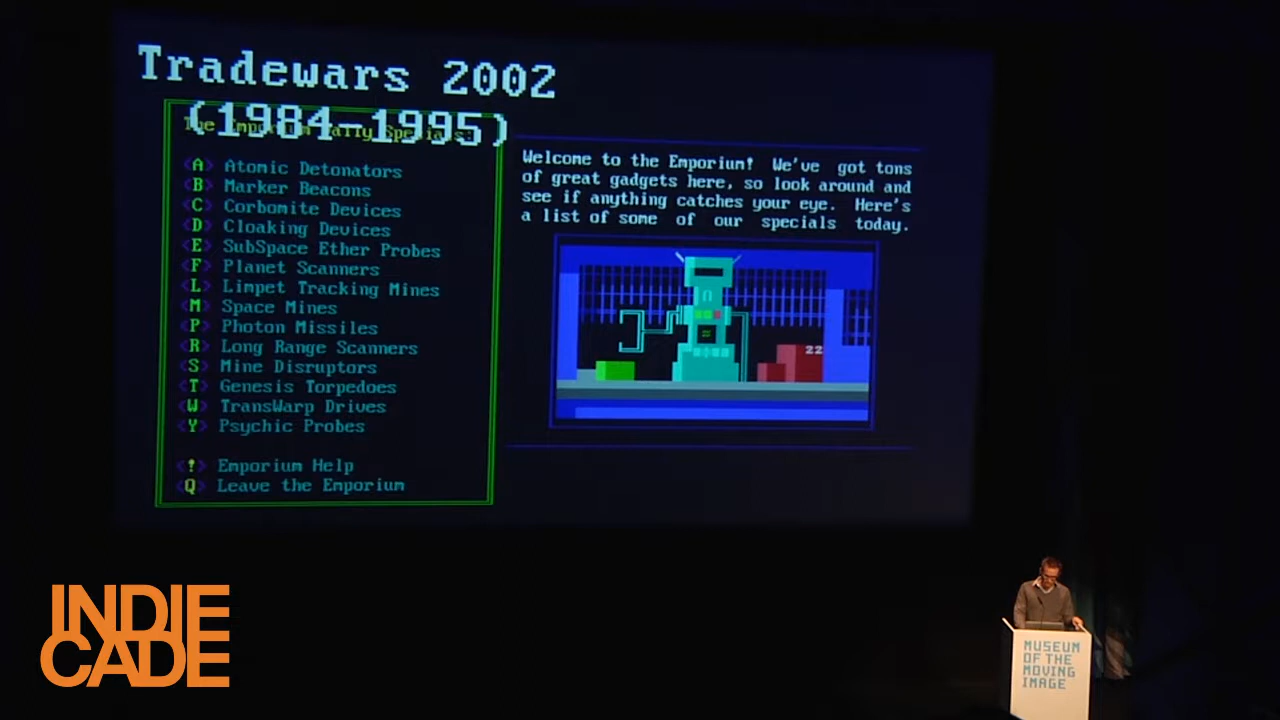 Tradewars 2002
(1984-1995)
<A> Atomic Detonators
<B> Marker Beacons
<C> Corbomite Devices
<D> Cloaking Devices
<E> SubSpace Ether Probes
<F> Planet Scanners
<L> Limpet Tracking Mines
<M> Space Mines
<P> Photon Missiles
<R> Long Range Scanners
<S> Mine Disruptors
<T> Genesis Torpedoes
<W> TransWarp Drives
<Y> Psychic Probes
<!> Emporium Help
<Q> Leave the Emporium
Welcome to the Emporium! We've got tons
of great gadgets here, so look around and
see if anything catches your eye. Here's
a list of some of our specials today.
22
INDIE
CADE
MUSEUM
OF THE
MOVING
IMAGE